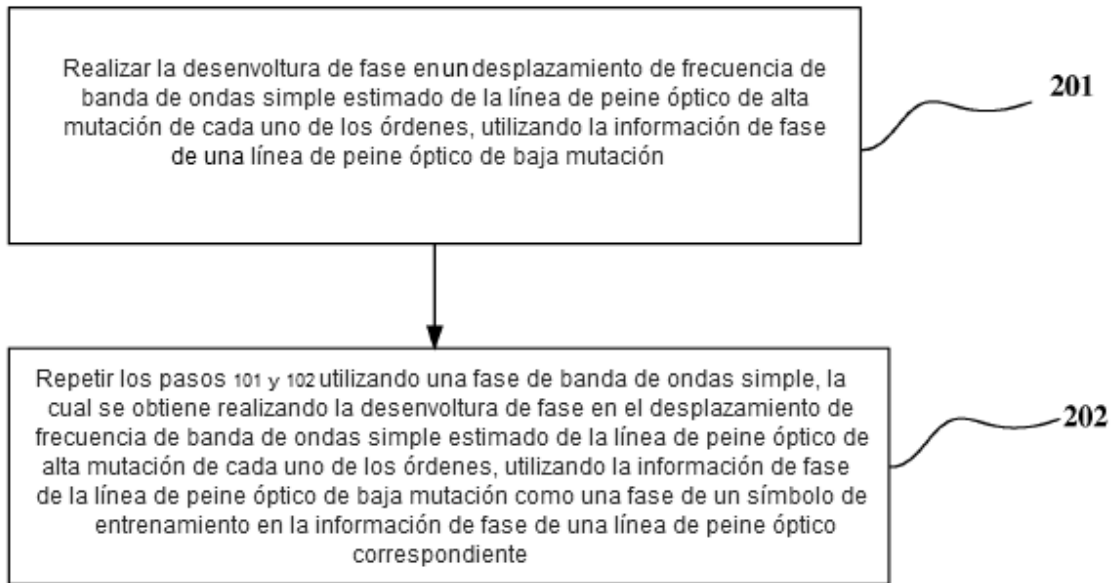 Realizar la desenvoltura de fase en un desplazamiento de frecuencia de
banda de ondas simple estimado de la línea de peine óptico de alta
mutación de cada uno de los órdenes, utilizando la información de fase
de una línea de peine óptico de baja mutación
201
Repetir los pasos 101 y 102 utilizando una fase de banda de ondas simple, la
cual se obtiene realizando la desenvoltura de fase en el desplazamiento de
frecuencia de banda de ondas simple estimado de la línea de peine óptico de
alta mutación de cada uno de los órdenes, utilizando la información de fase
de la línea de peine óptico de baja mutación como una fase de un símbolo de
entrenamiento en la información de fase de una línea de peine óptico
correspondiente
202